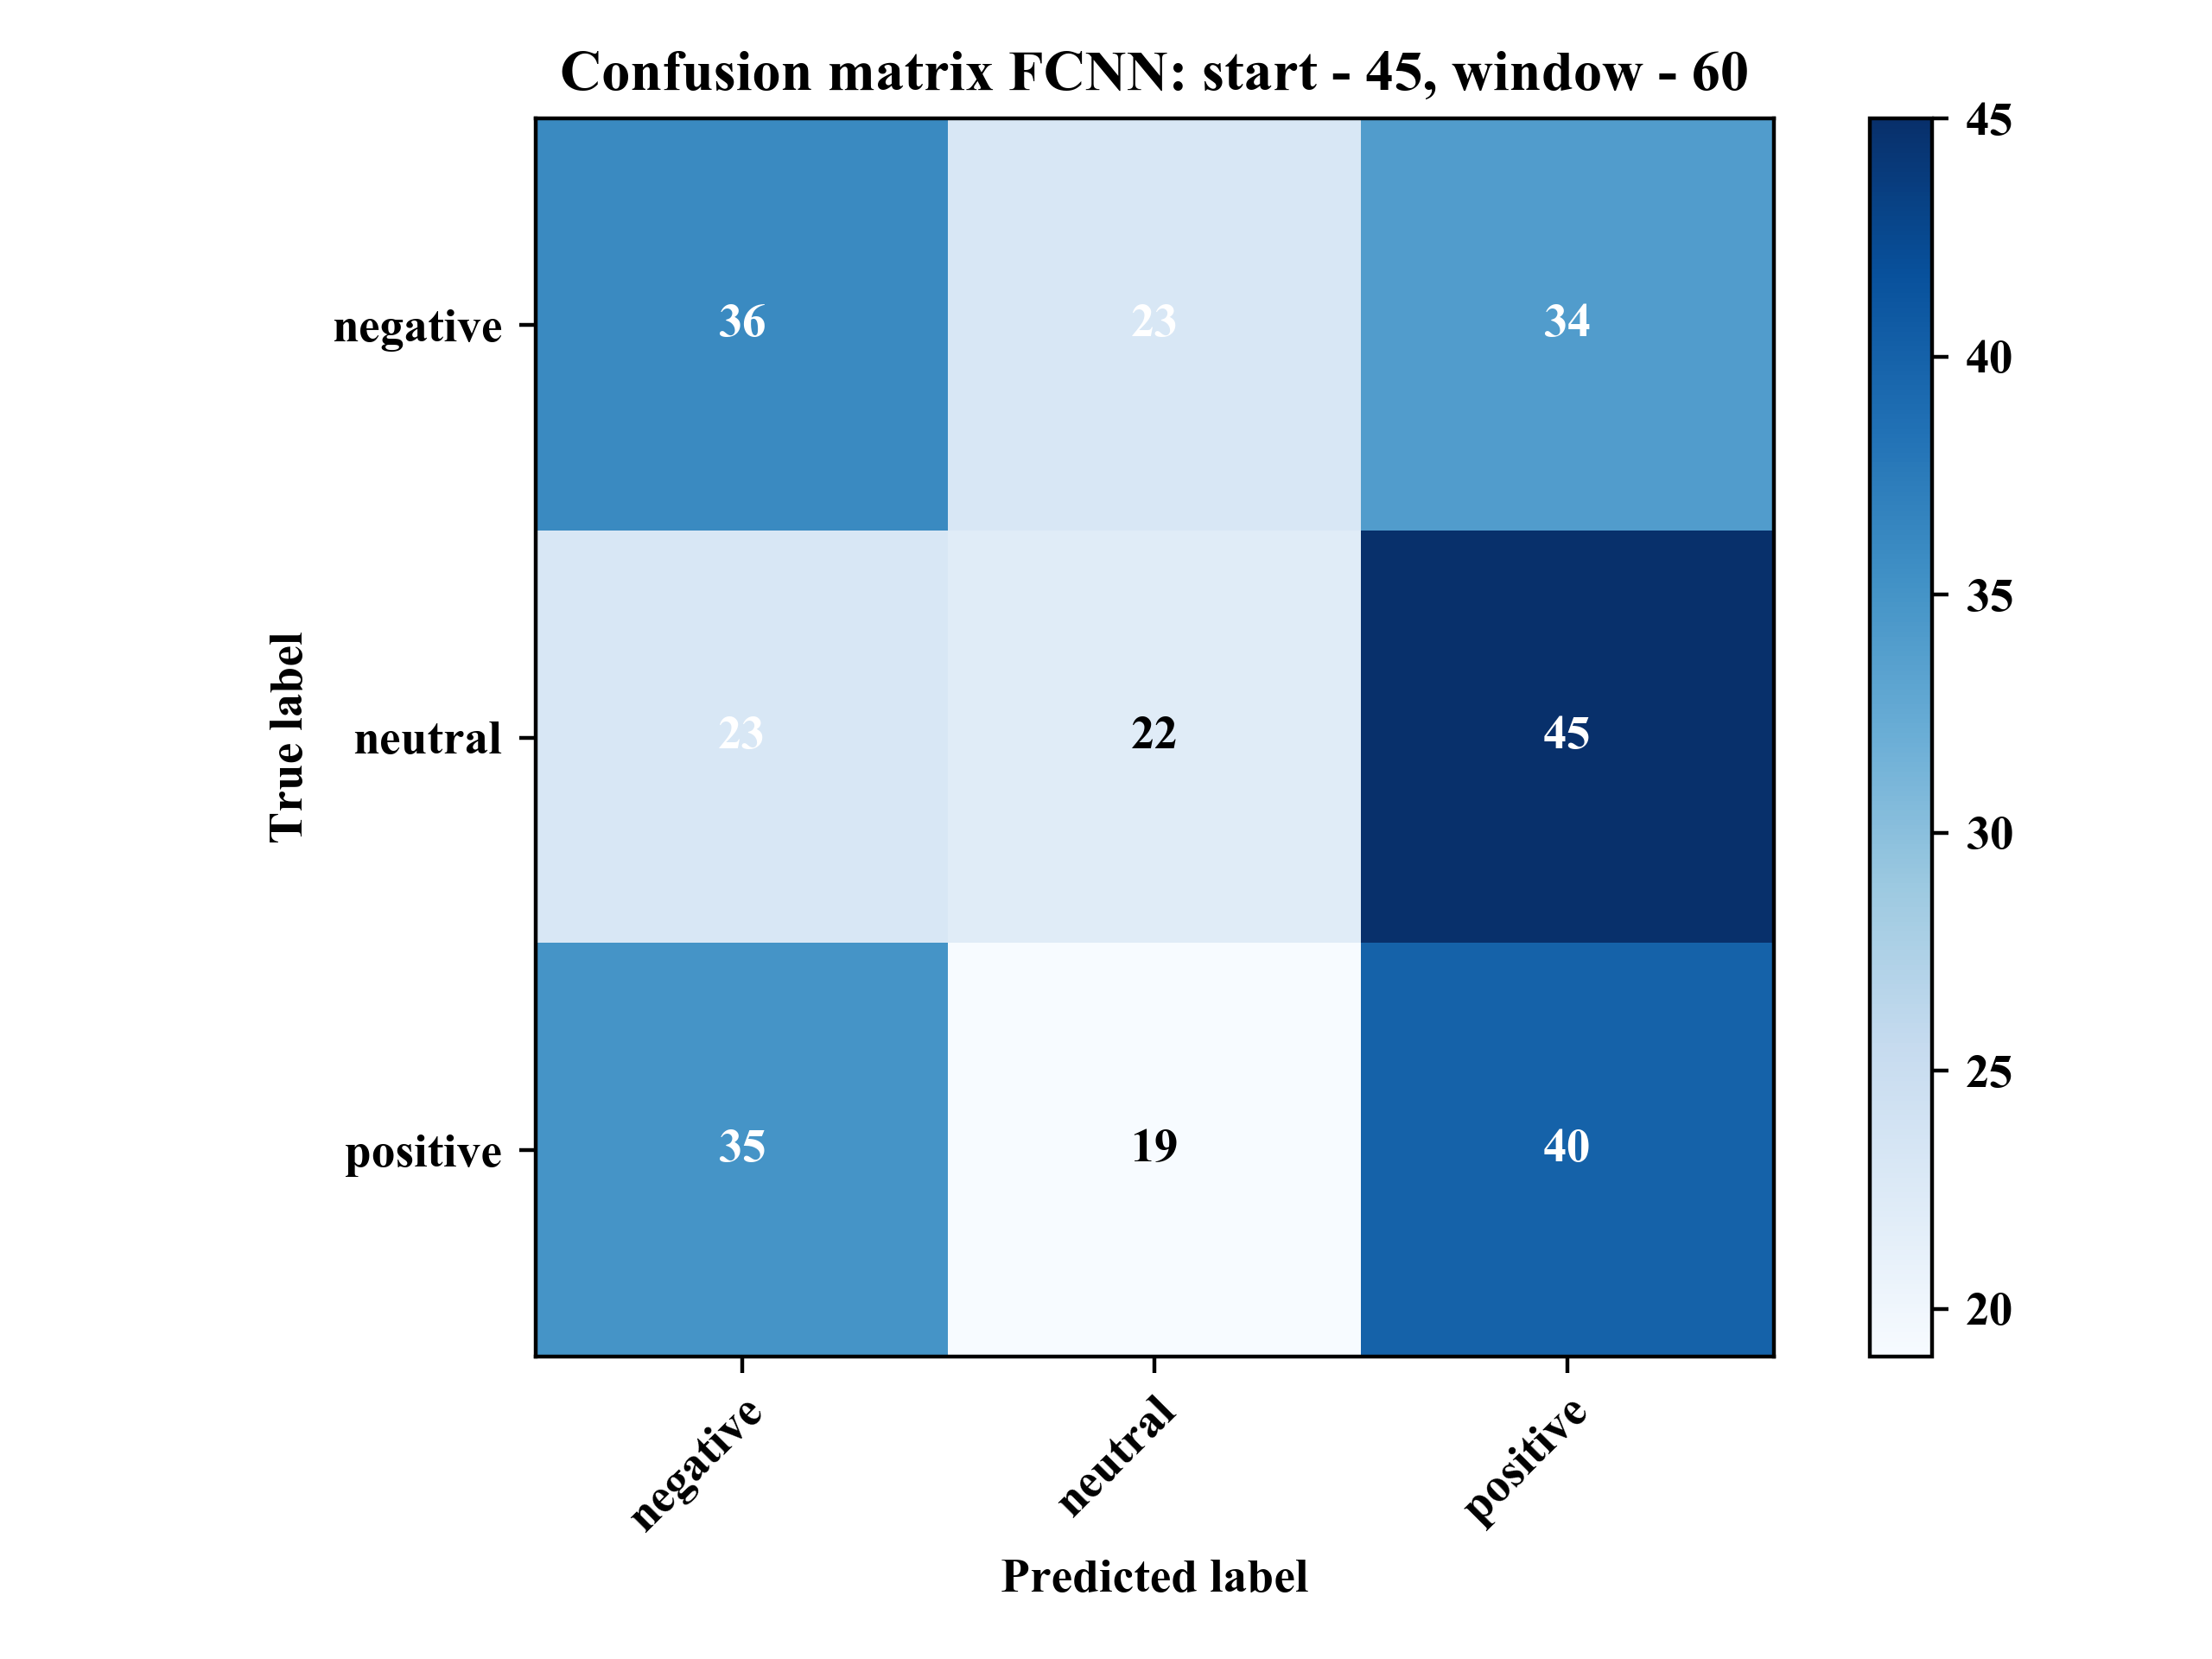 Confusion matrix FCNN: start - 45, window - 60
True label
negative
36 23 34
neutral
23 22 45
positive
35 19 40
negative neutral positive
Predicted label
45
40
35
30
25
20